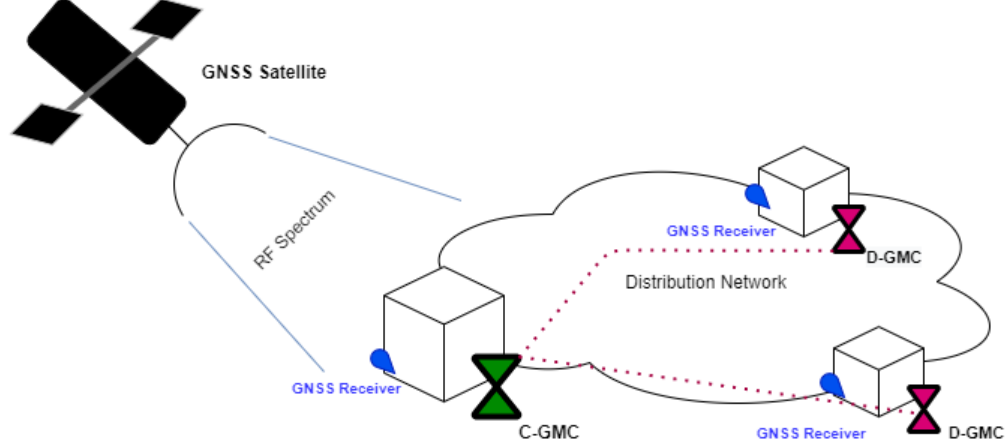 GNSS Satellite
RF Spectrum
GNSS Receiver
D-GMC
Distribution Network
GNSS Receiver
C-GMC
GNSS Receiver
D-GMC